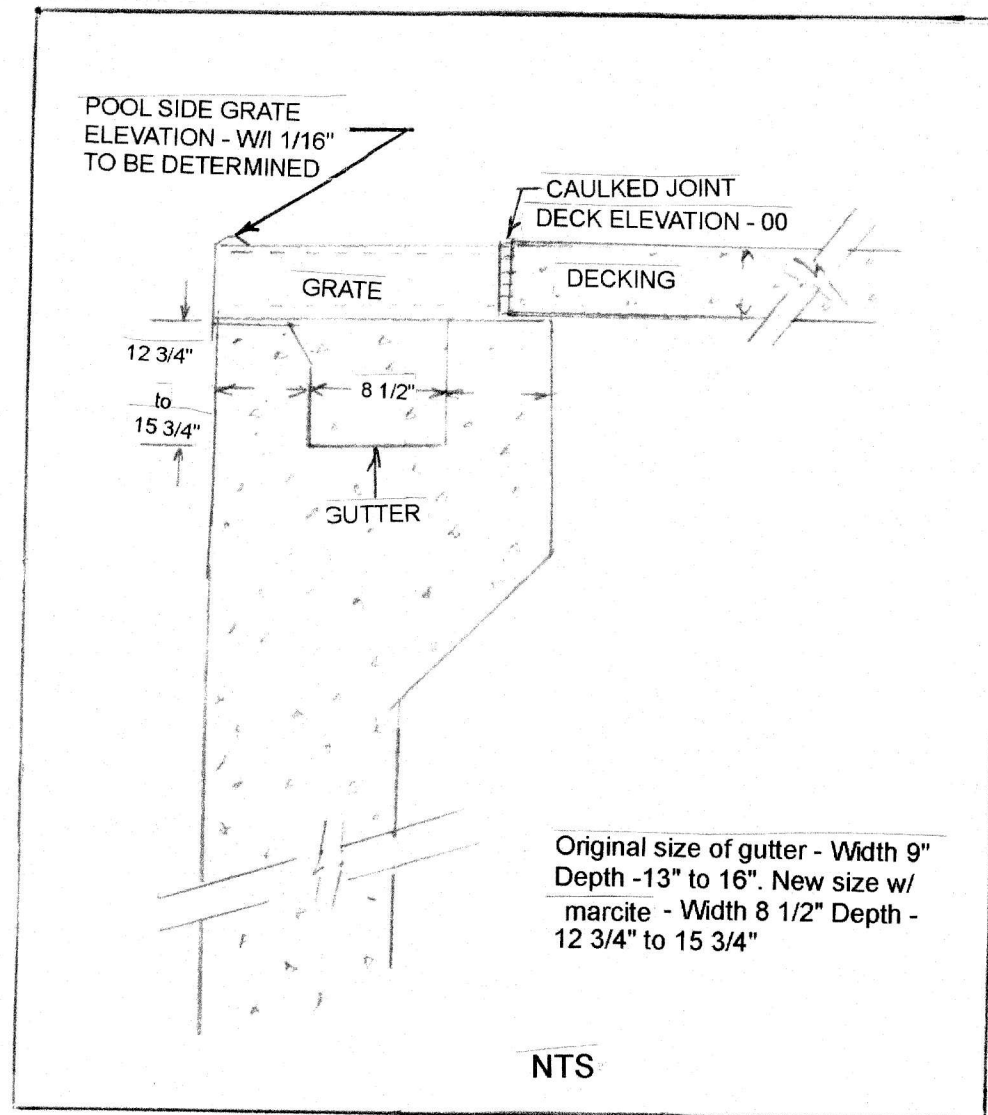 POOL SIDE GRATE
ELEVATION - W/I 1/16"
TO BE DETERMINED
CAULKED JOINT
DECK ELEVATION - 00
GRATE
DECKING
12 3/4"
to
15 3/4"
8 1/2"
GUTTER
Original size of gutter - Width 9"
Depth -13" to 16". New size w/
marcite - Width 8 1/2" Depth -
12 3/4" to 15 3/4"
NTS